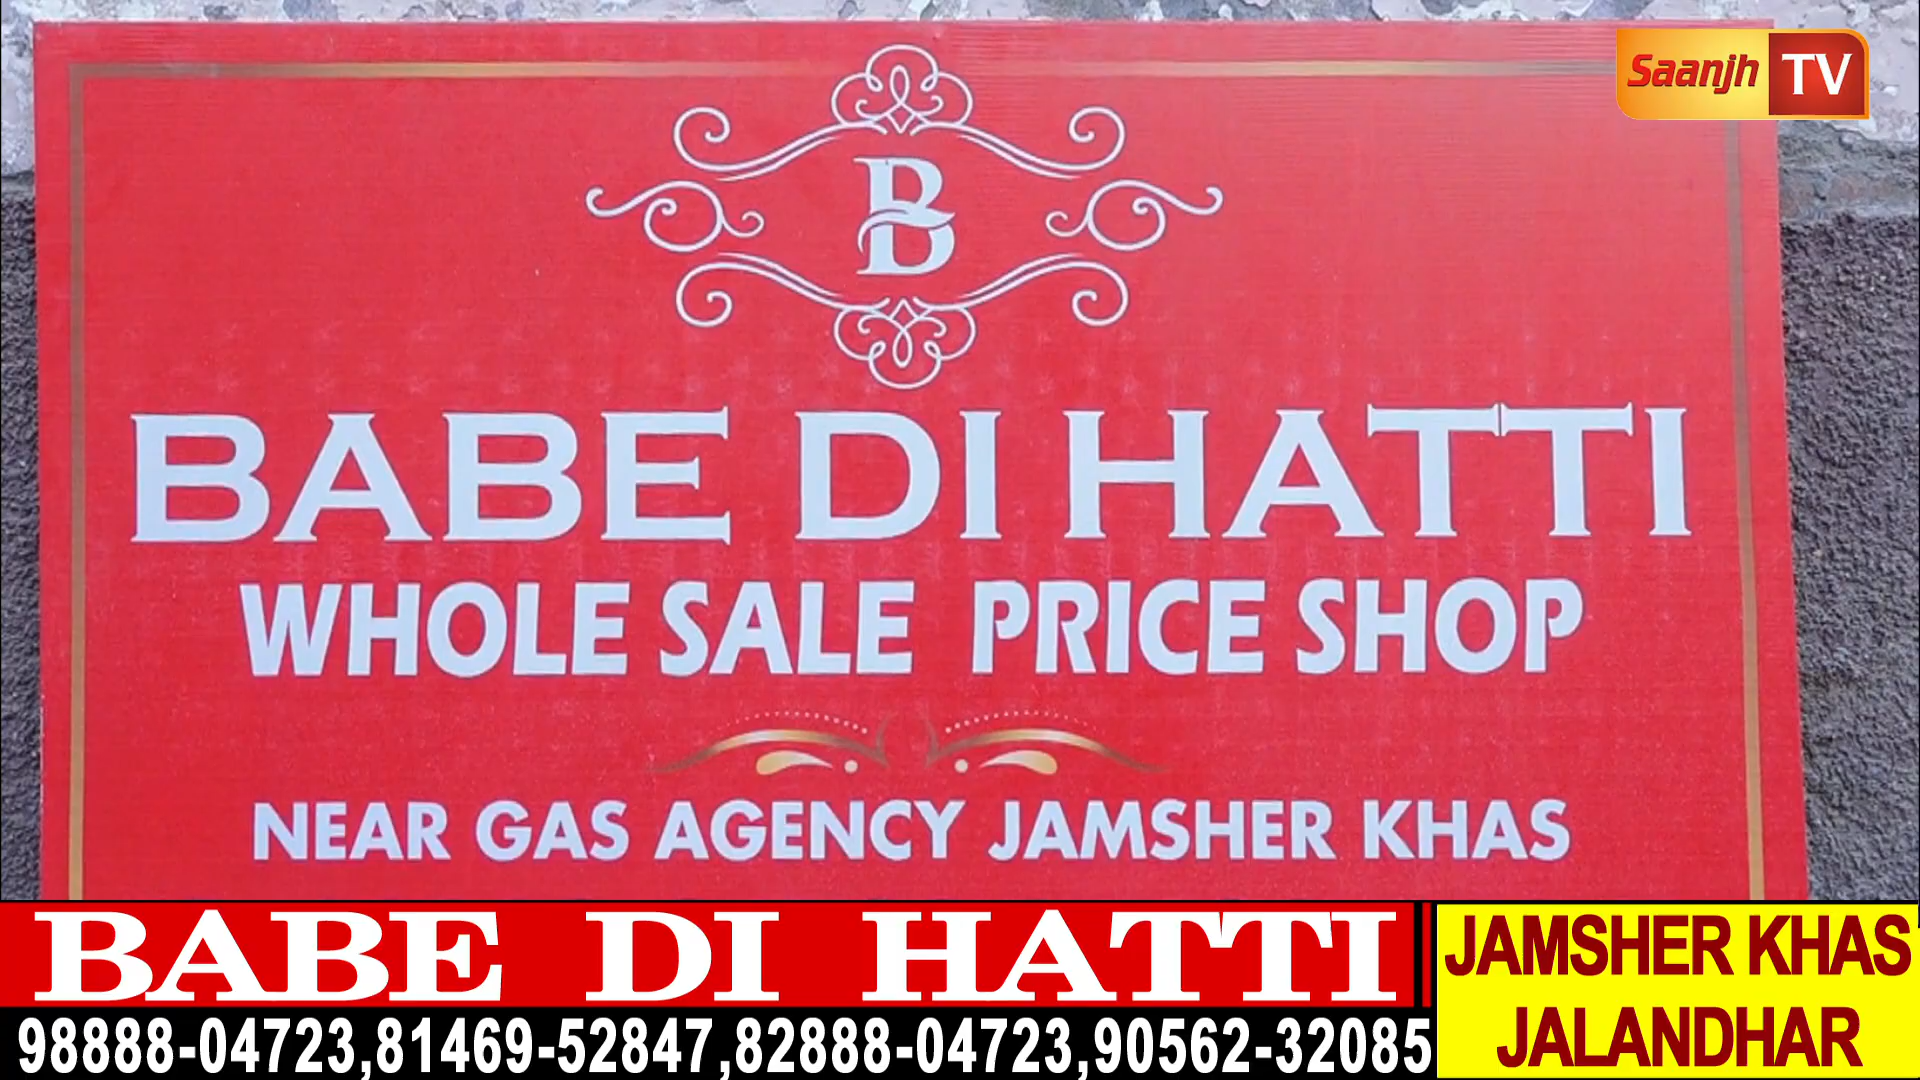 Saanjh TV
B
BABE DI HATTI
WHOLE SALE PRICE SHOP
NEAR GAS AGENCY JAMSHER KHAS
BABE DI HATTI
98888-04723,81469-52847,82888-04723,90562-32085
JAMSHER KHAS
JALANDHAR